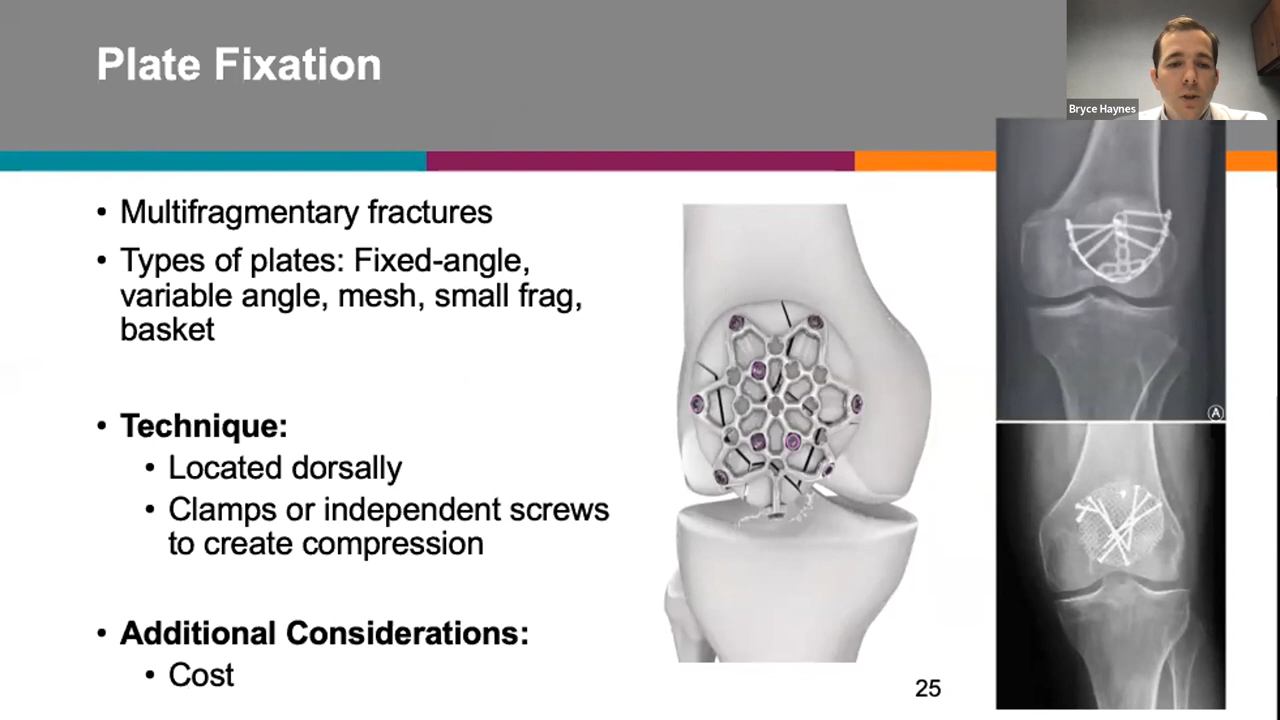 Plate Fixation
Bryce Haynes
• Multifragmentary fractures
• Types of plates: Fixed-angle,
variable angle, mesh, small frag,
basket
• Technique:
• Located dorsally
• Clamps or independent screws
to create compression
• Additional Considerations:
• Cost
A
25